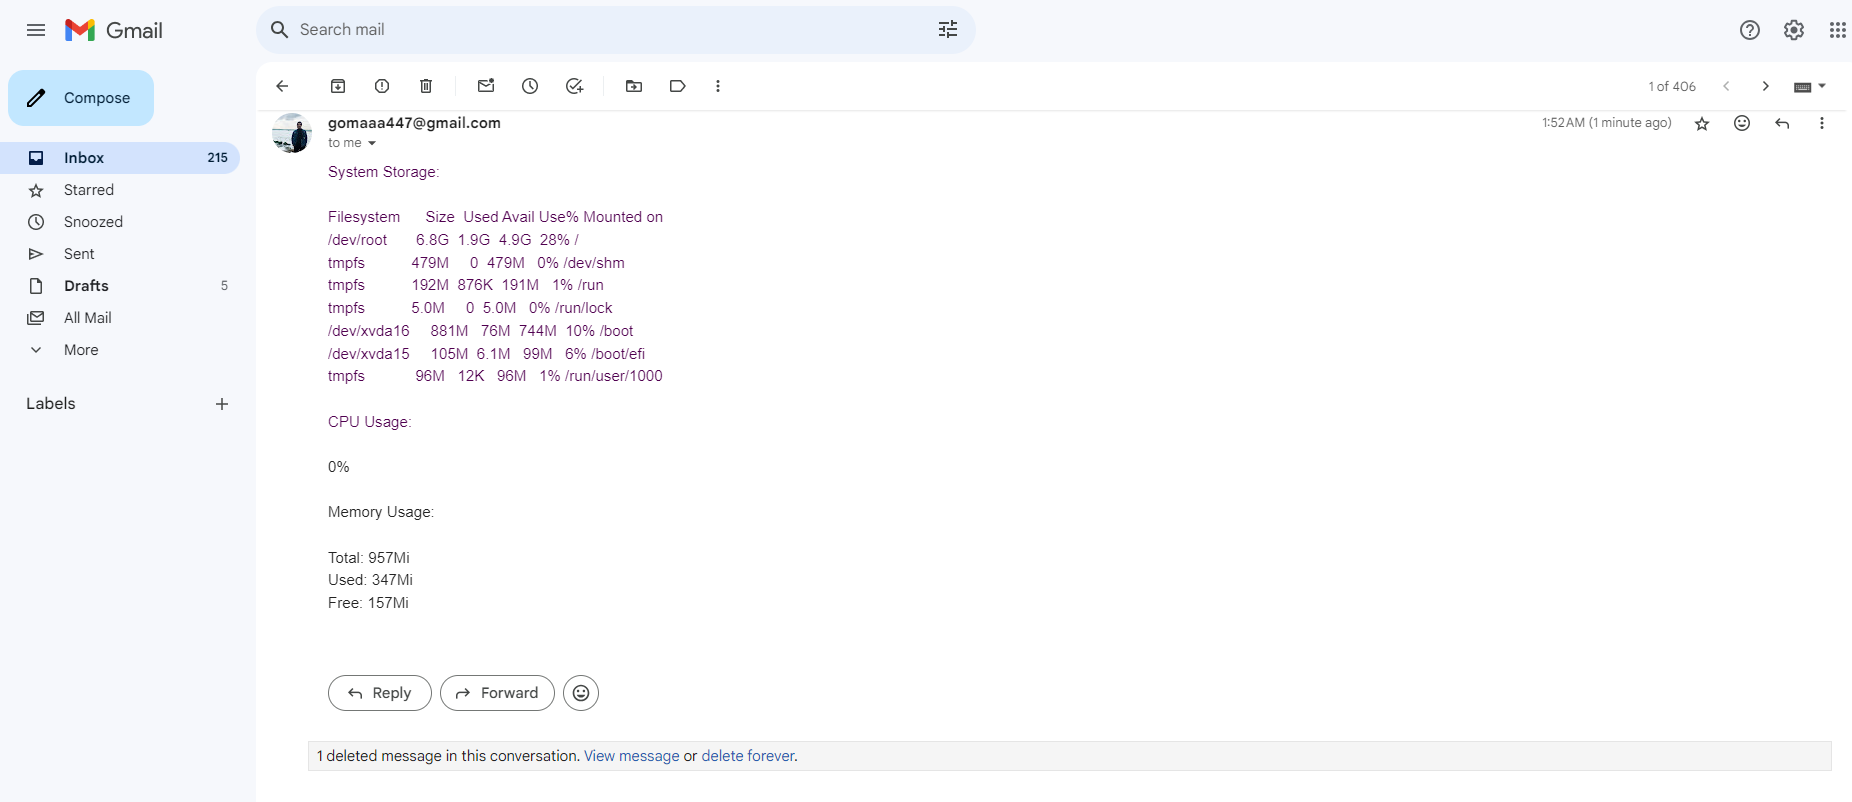 Gmail
Search mail
Compose
Inbox 215
Starred
Snoozed
Sent
Drafts 5
All Mail
More
Labels
1 of 406
gomaaa447@gmail.com
1:52 AM (1 minute ago)
to me
System Storage:
Filesystem Size Used Avail Use% Mounted on
/dev/root 6.8G 1.9G 4.9G 28% /
tmpfs 479M 0 479M 0% /dev/shm
tmpfs 192M 876K 191M 1% /run
tmpfs 5.0M 0 5.0M 0% /run/lock
/dev/xvda16 881M 76M 744M 10% /boot
/dev/xvda15 105M 6.1M 99M 6% /boot/efi
tmpfs 96M 12K 96M 1% /run/user/1000
CPU Usage:
0%
Memory Usage:
Total: 957Mi
Used: 347Mi
Free: 157Mi
Reply
Forward
1 deleted message in this conversation. View message or delete forever.